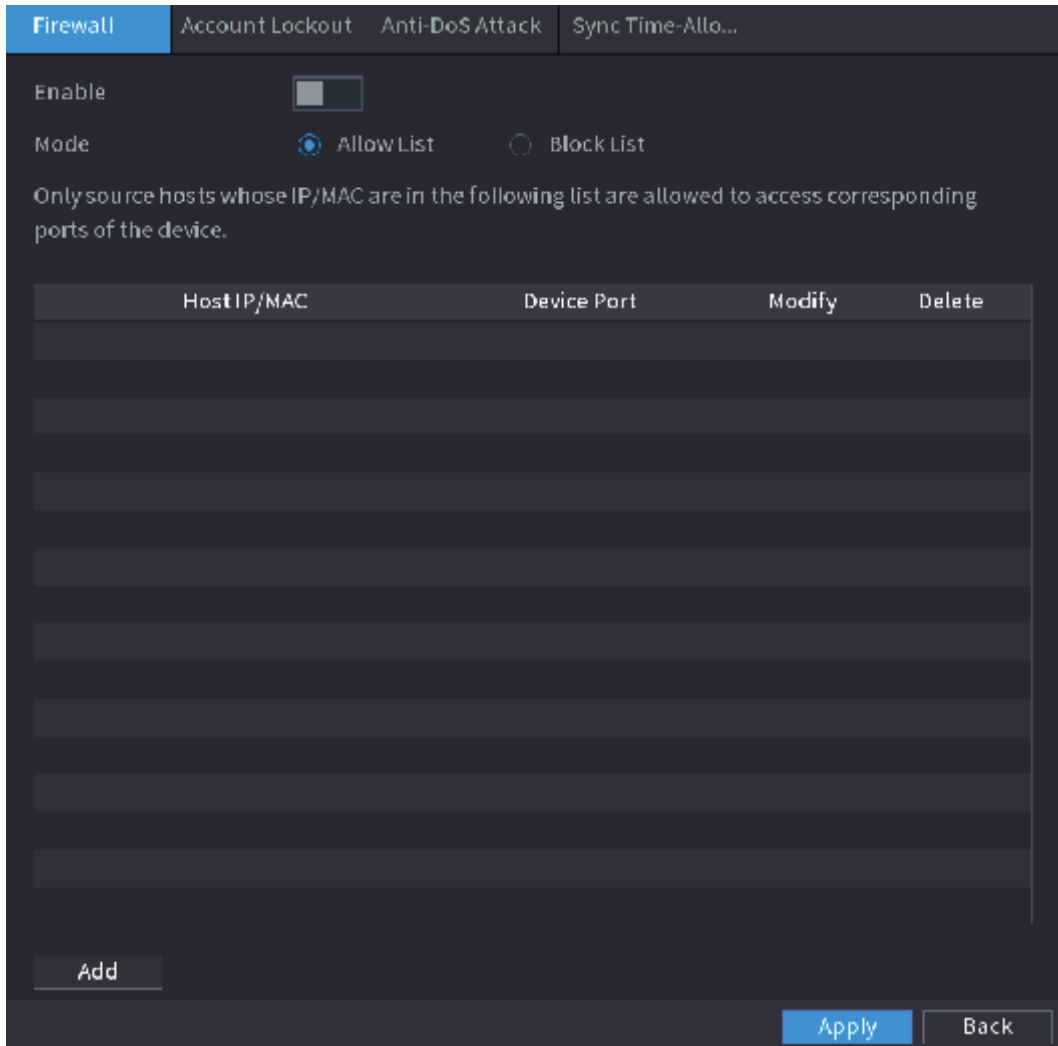 Firewall Account Lockout Anti-DoS Attack Sync Time-Allo...
Enable
Mode Allow List Block List
Only source hosts whose IP/MAC are in the following list are allowed to access corresponding
ports of the device.
Host IP/MAC Device Port Modify Delete
Add
Apply Back